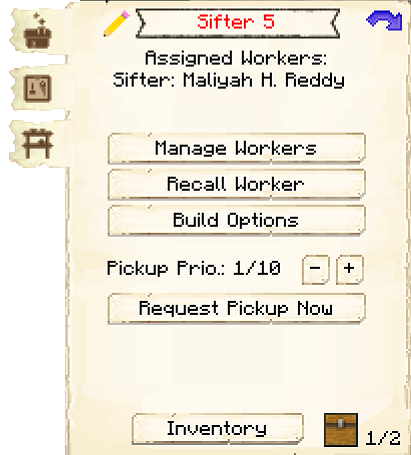 Sifter 5
Assigned Workers:
Sifter: Maliyah H. Reddy
Manage Workers
Recall Worker
Build Options
Pickup Prio.: 1/10 - +
Request Pickup Now
Inventory
1/2